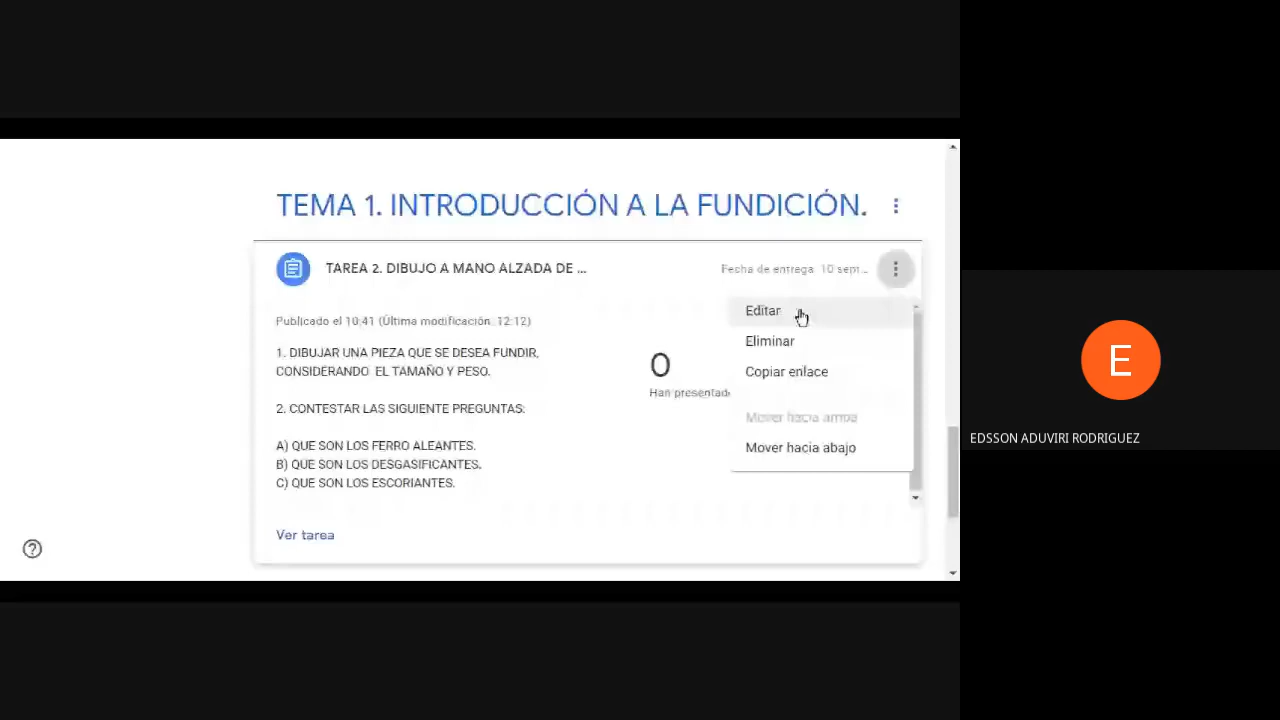 TEMA 1. INTRODUCCIÓN A LA FUNDICIÓN.
TAREA 2. DIBUJO A MANO ALZADA DE ...
Fecha de entrega 10 sept...
Publicado el 10:41 (Última modificación 12:12)
1. DIBUJAR UNA PIEZA QUE SE DESEA FUNDIR,
CONSIDERANDO EL TAMAÑO Y PESO.
2. CONTESTAR LAS SIGUIENTE PREGUNTAS:
A) QUE SON LOS FERRO ALEANTES.
B) QUE SON LOS DESGASIFICANTES.
C) QUE SON LOS ESCORIANTES.
0
Han presentado
Editar
Eliminar
Copiar enlace
Mover hacia arriba
Mover hacia abajo
Ver tarea
E
EDSSON ADUVIRI RODRIGUEZ